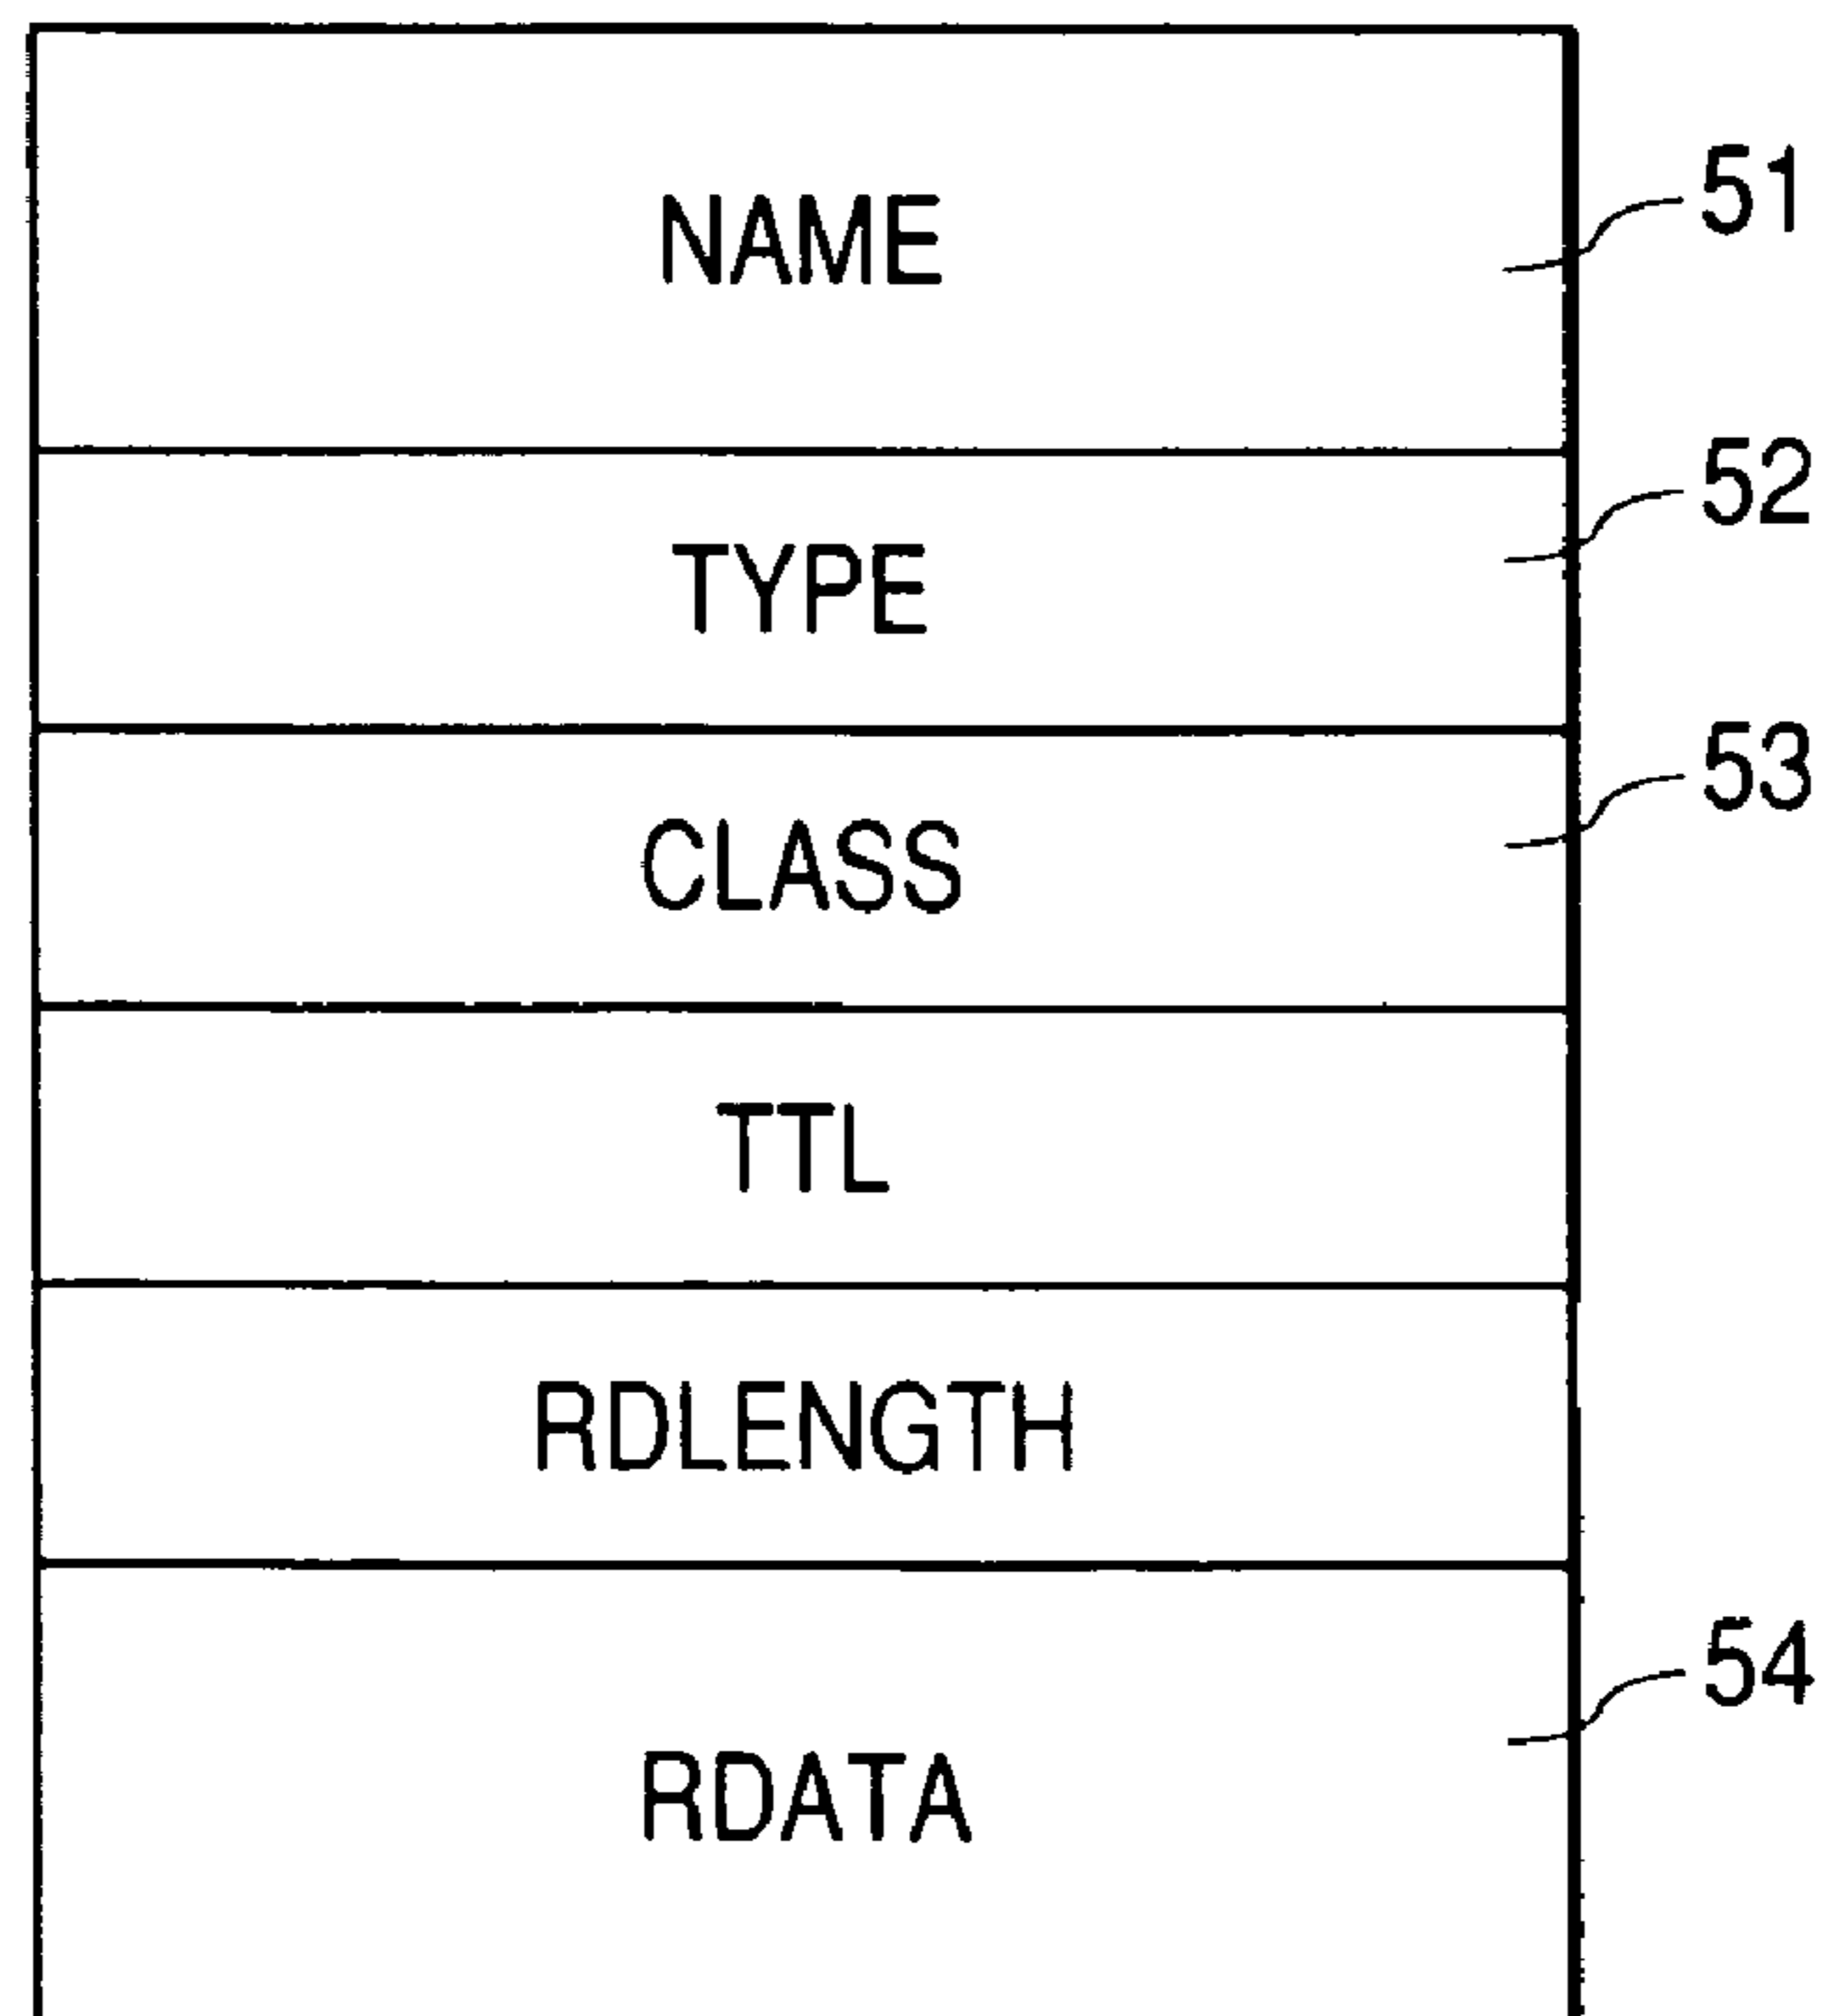 NAME
51
TYPE
52
CLASS
53
TTL
RDLENGTH
RDATA
54